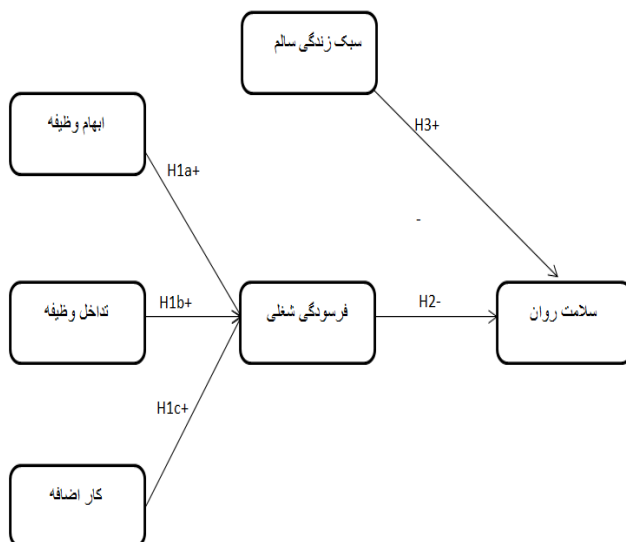 سبک زندگی سالم
ابهام وظیفه
H3+
H1a+
-
تداخل وظیفه
H1b+
فرسودگی شغلی
H2-
سلامت روان
H1c+
کار اضافه